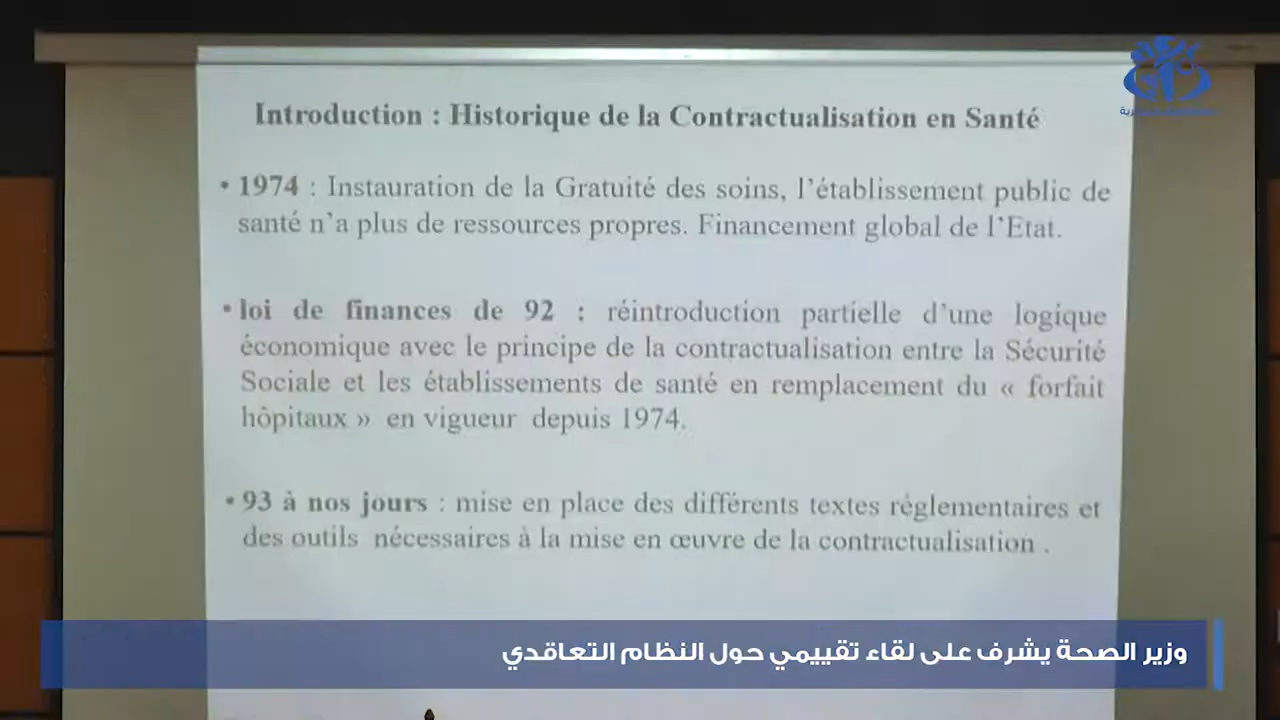 Introduction : Historique de la Contractualisation en Santé
• 1974 : Instauration de la Gratuité des soins, l’établissement public de
santé n’a plus de ressources propres. Financement global de l’Etat.
• loi de finances de 92 : réintroduction partielle d’une logique
économique avec le principe de la contractualisation entre la Sécurité
Sociale et les établissements de santé en remplacement du « forfait
hôpitaux » en vigueur depuis 1974.
• 93 à nos jours : mise en place des différents textes réglementaires et
des outils nécessaires à la mise en œuvre de la contractualisation .
وزير الصحة يشرف على لقاء تقييمي حول النظام التعاقدي